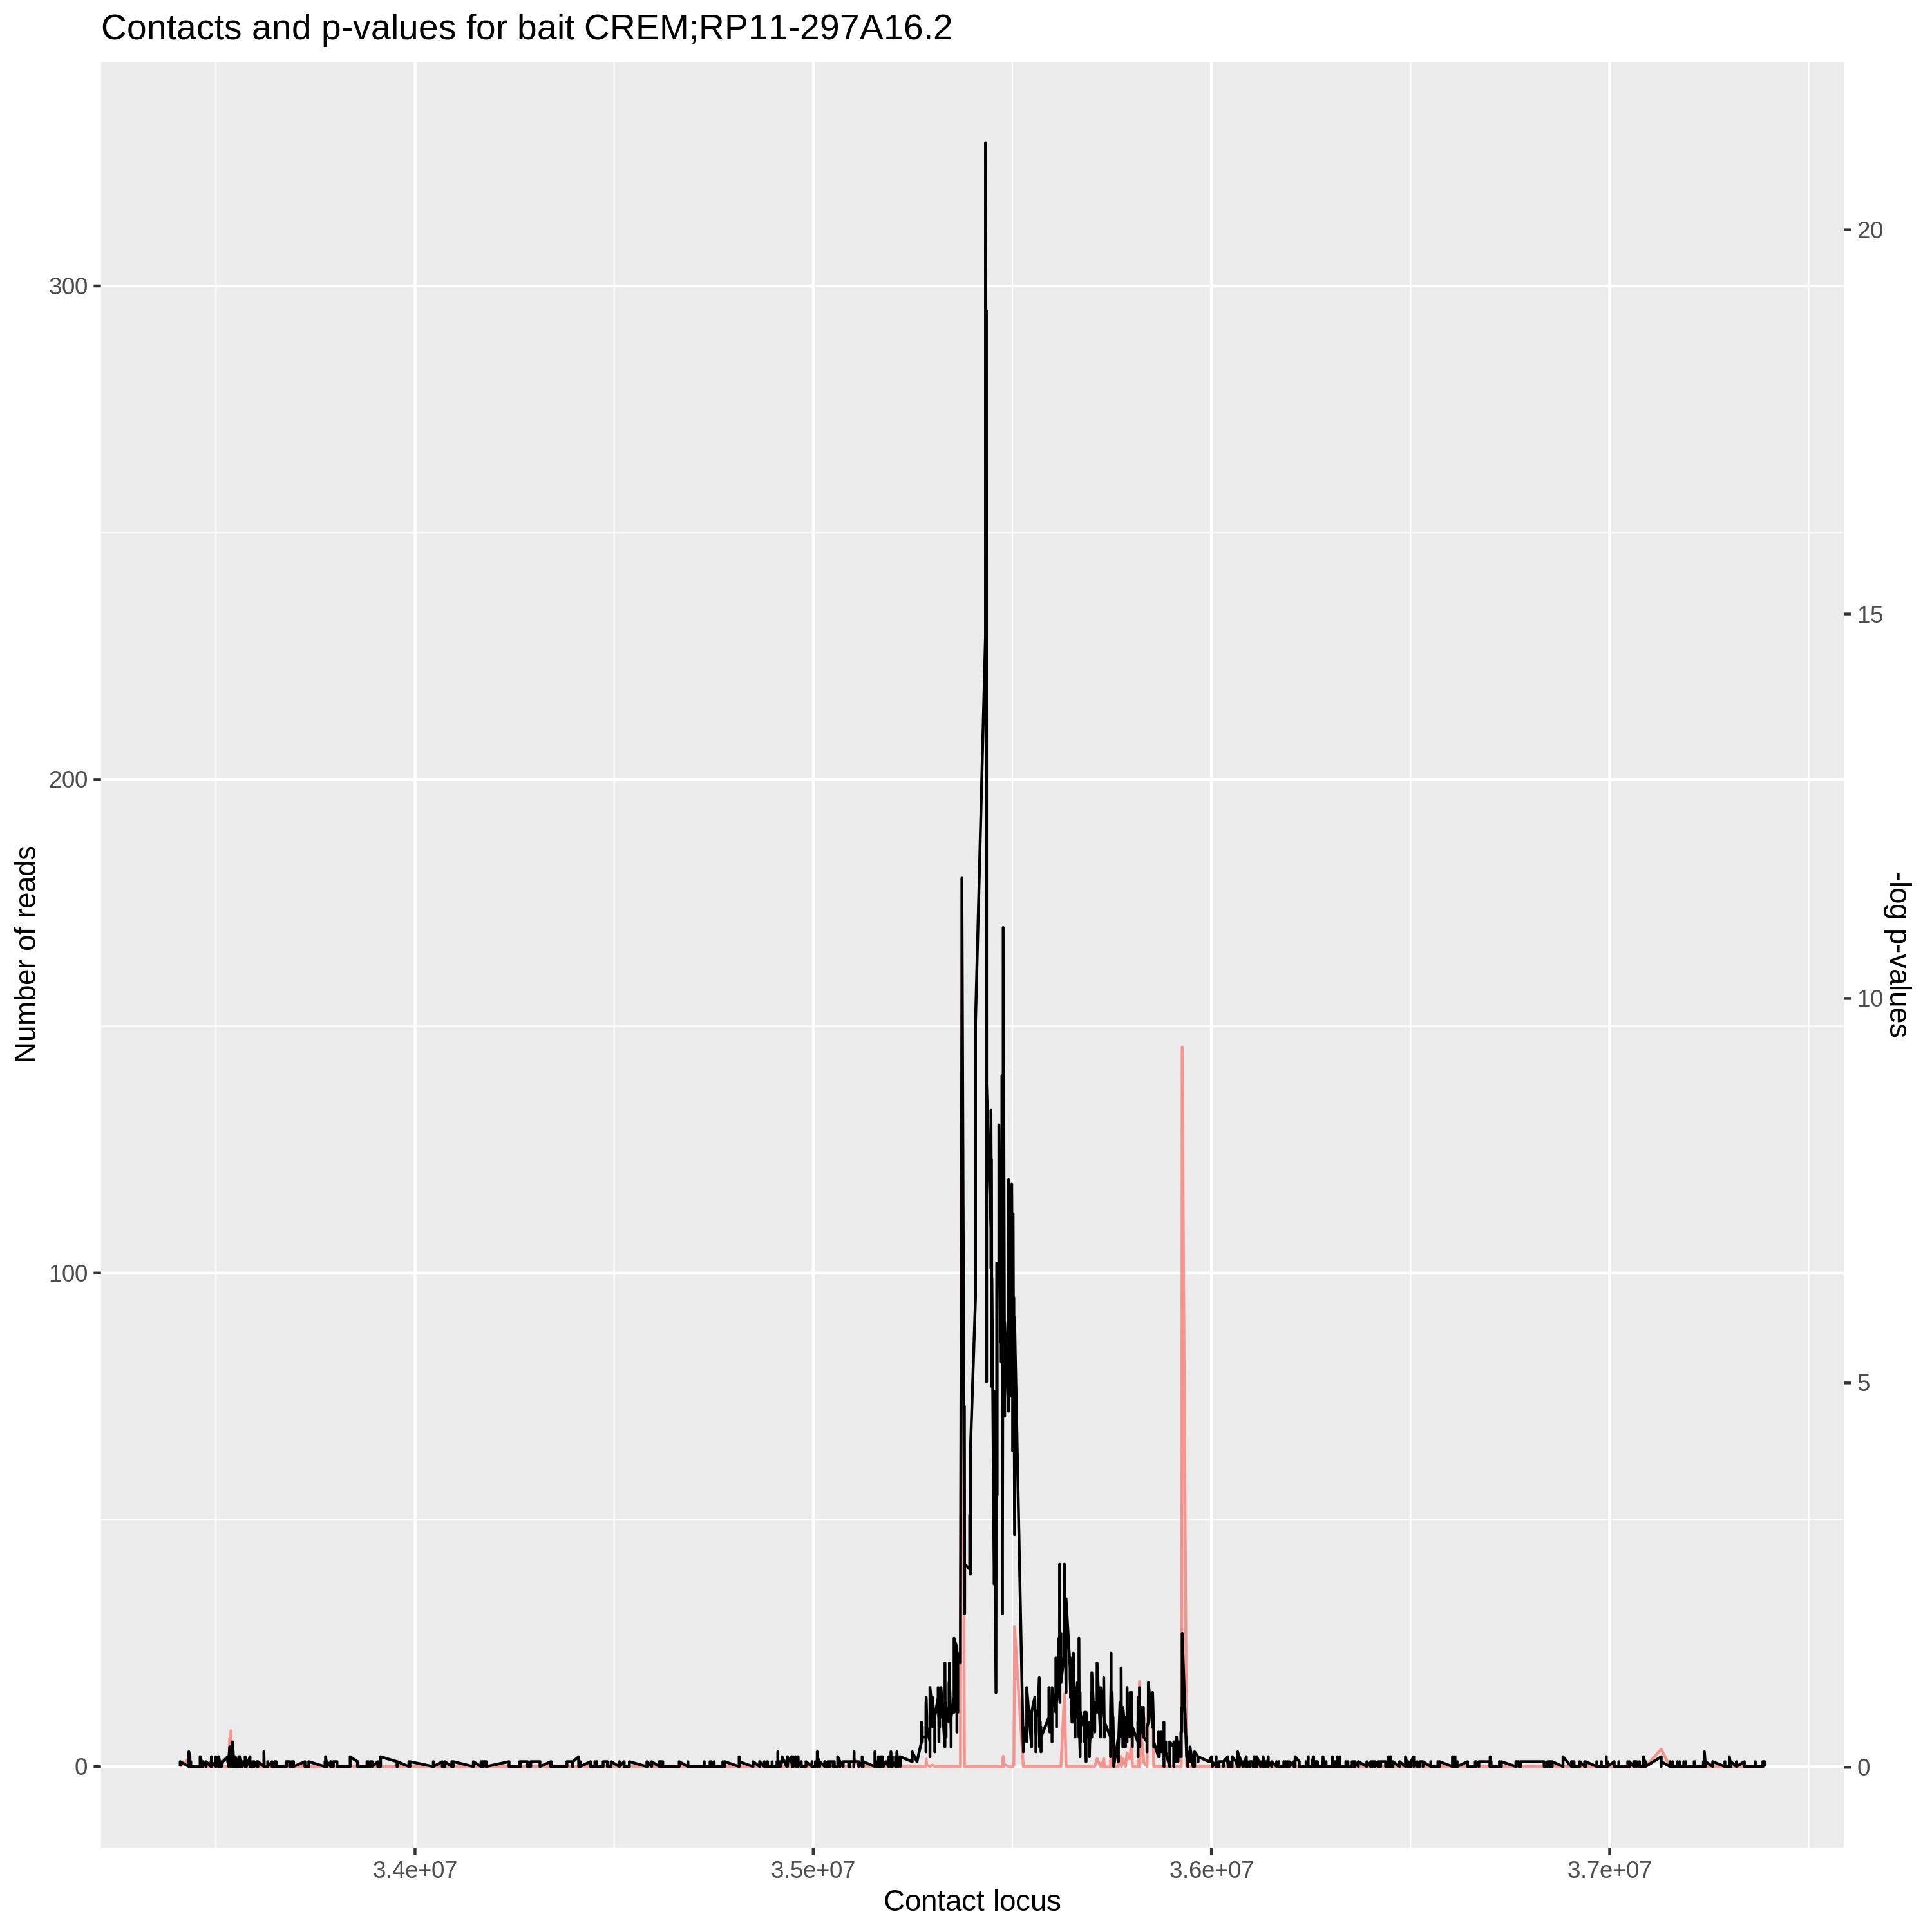 Contacts and p-values for bait CREM;RP11-297A16.2
300
200
100
0
Number of reads
20
15
10
5
0
-log p-values
3.4e+07
3.5e+07
3.6e+07
3.7e+07
Contact locus